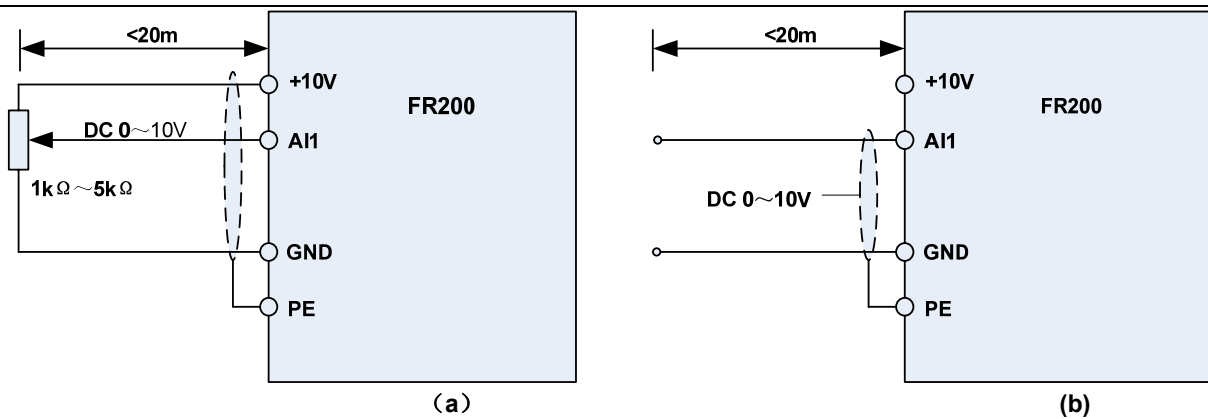 <20m
+10V
FR200
DC 0～10V
AI1
1kΩ～5kΩ
GND
PE
（a）
<20m
+10V
FR200
AI1
DC 0～10V
GND
PE
(b)